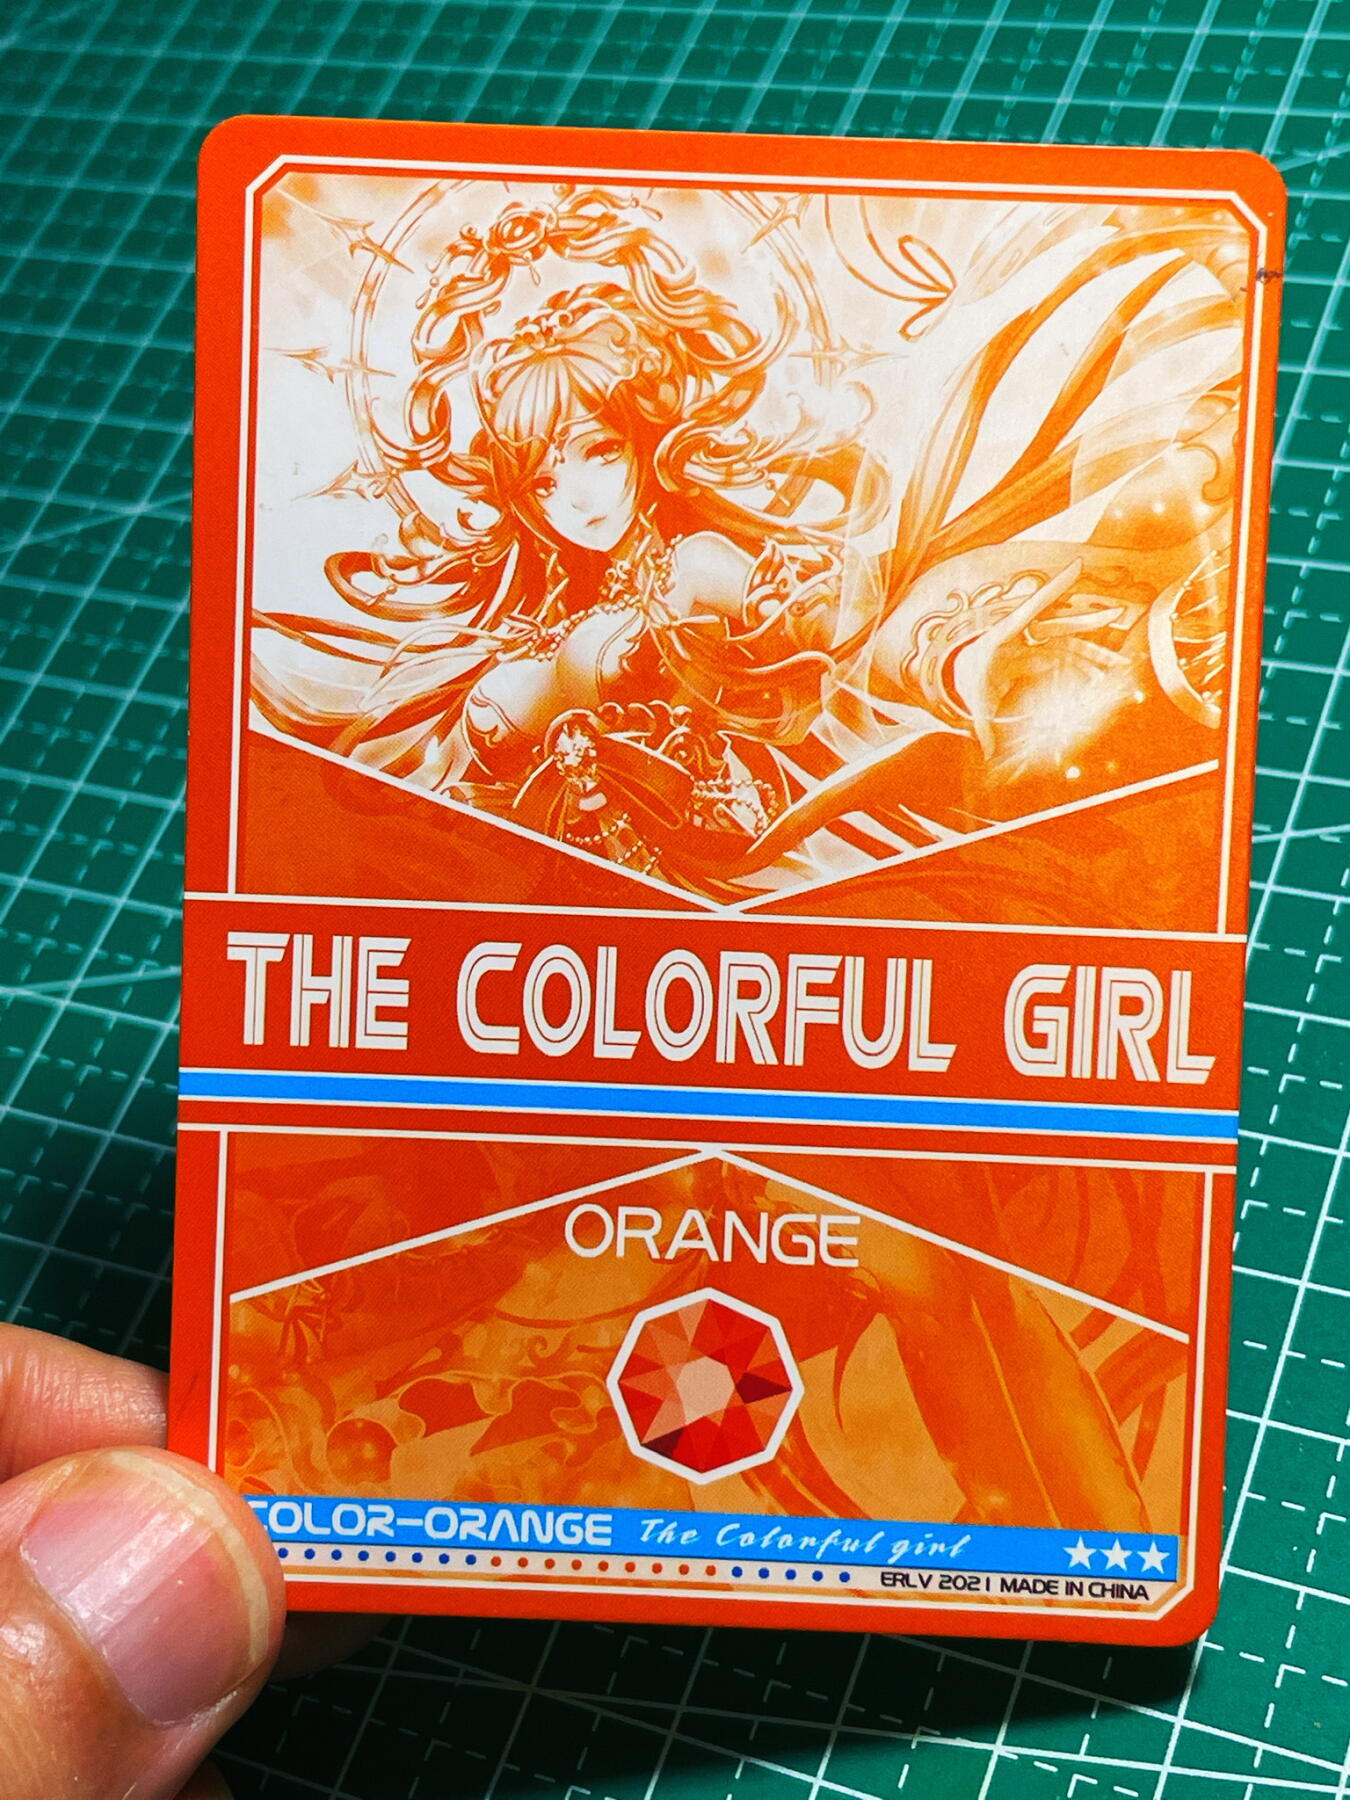 THE COLORFUL GIRL
ORANGE
COLOR-ORANGE The Colorful girl
ERLV 2021 MADE IN CHINA